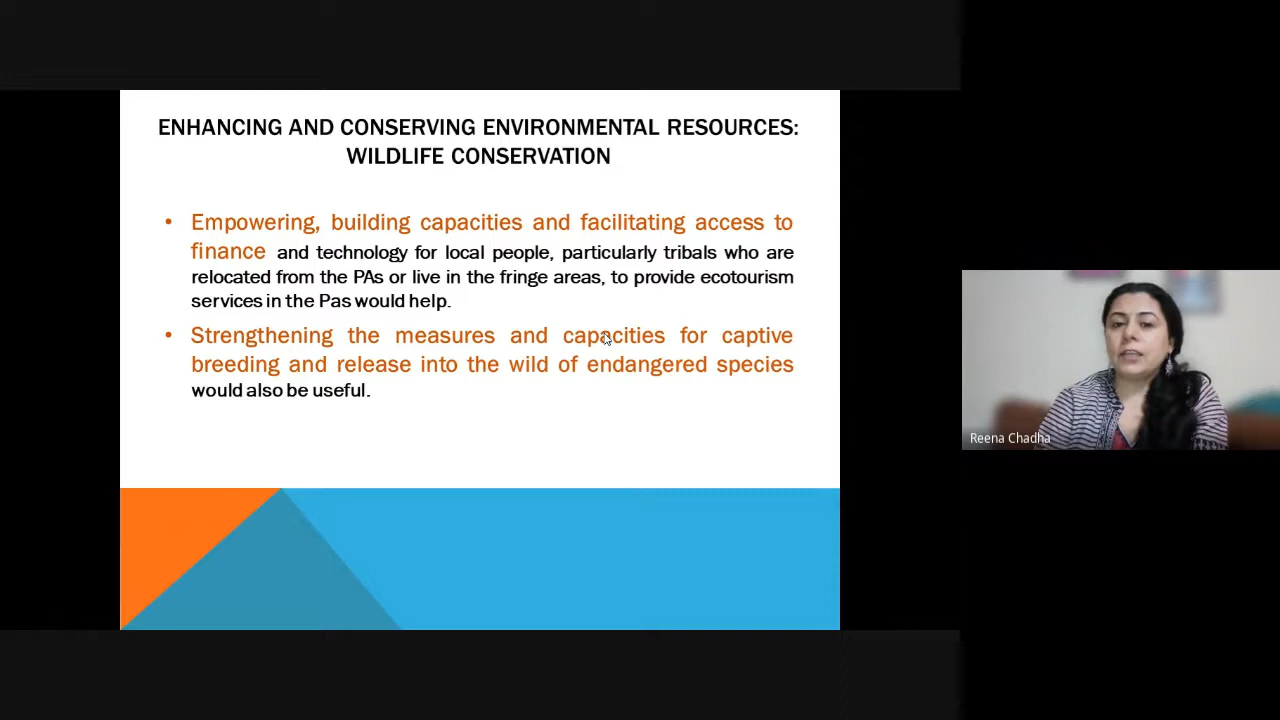 ENHANCING AND CONSERVING ENVIRONMENTAL RESOURCES:
WILDLIFE CONSERVATION
• Empowering, building capacities and facilitating access to
finance and technology for local people, particularly tribals who are
relocated from the PAs or live in the fringe areas, to provide ecotourism
services in the Pas would help.
• Strengthening the measures and capacities for captive
breeding and release into the wild of endangered species
would also be useful.
Reena Chadha